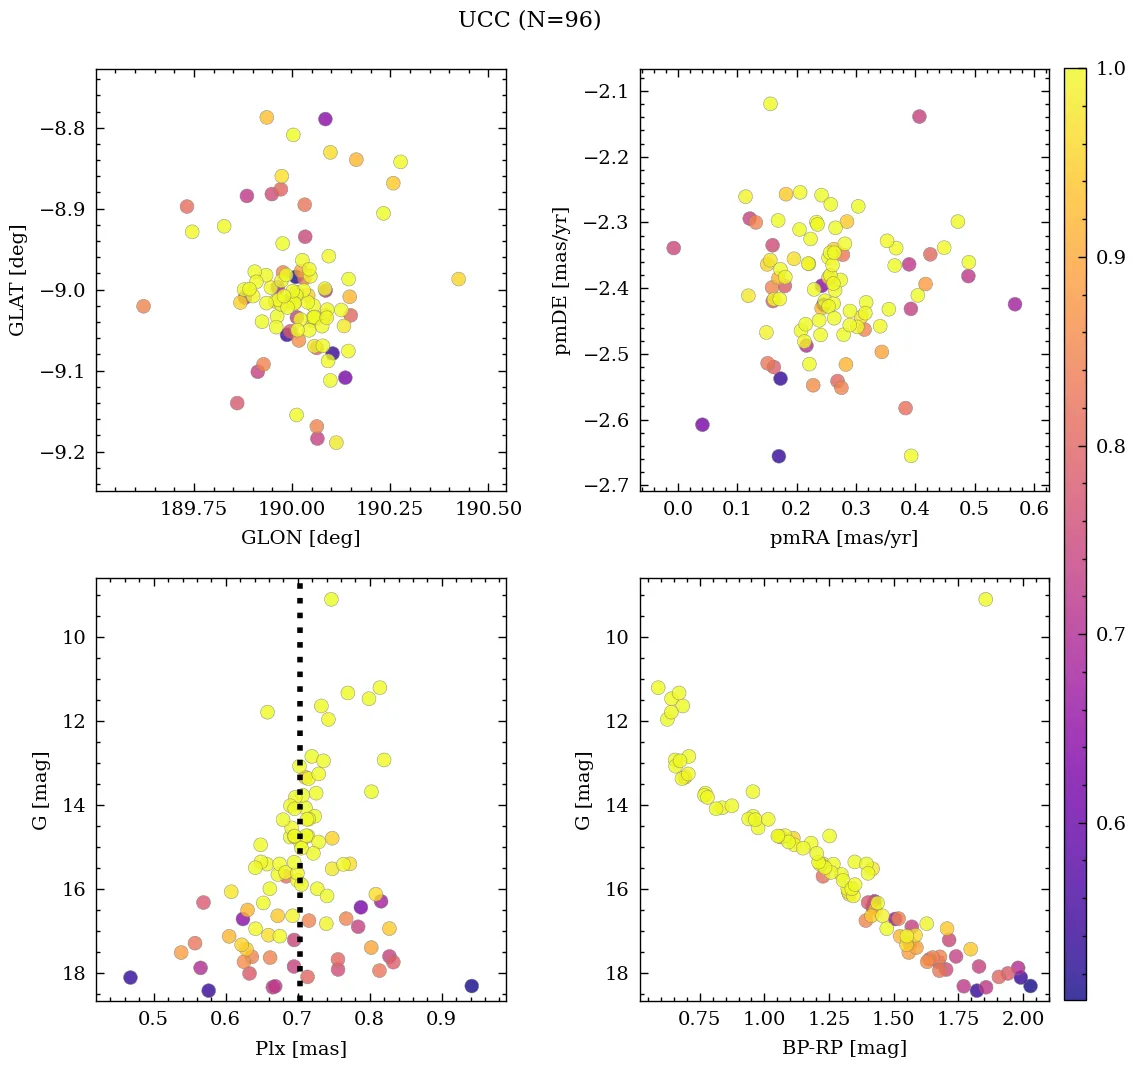 UCC (N=96)
−8.8
−8.9
−9.0
−9.1
−9.2
GLAT [deg]
189.75 190.00 190.25 190.50
GLON [deg]
−2.1
−2.2
−2.3
−2.4
−2.5
−2.6
−2.7
pmDE [mas/yr]
0.0 0.1 0.2 0.3 0.4 0.5 0.6
pmRA [mas/yr]
10
12
14
16
18
G [mag]
0.5 0.6 0.7 0.8 0.9
Plx [mas]
10
12
14
16
18
G [mag]
0.75 1.00 1.25 1.50 1.75 2.00
BP-RP [mag]
1.0
0.9
0.8
0.7
0.6